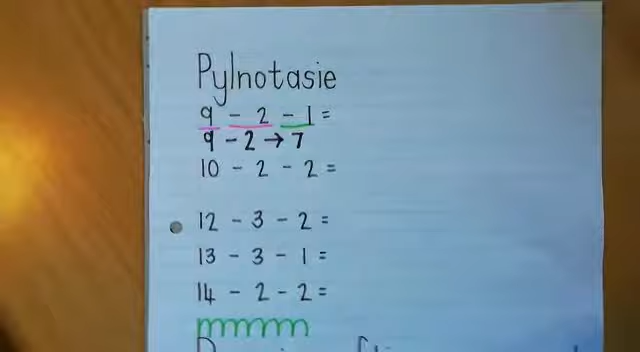 Pylnotasie
9 - 2 - 1 =
9 - 2 → 7
10 - 2 - 2 =
12 - 3 - 2 =
13 - 3 - 1 =
14 - 2 - 2 =